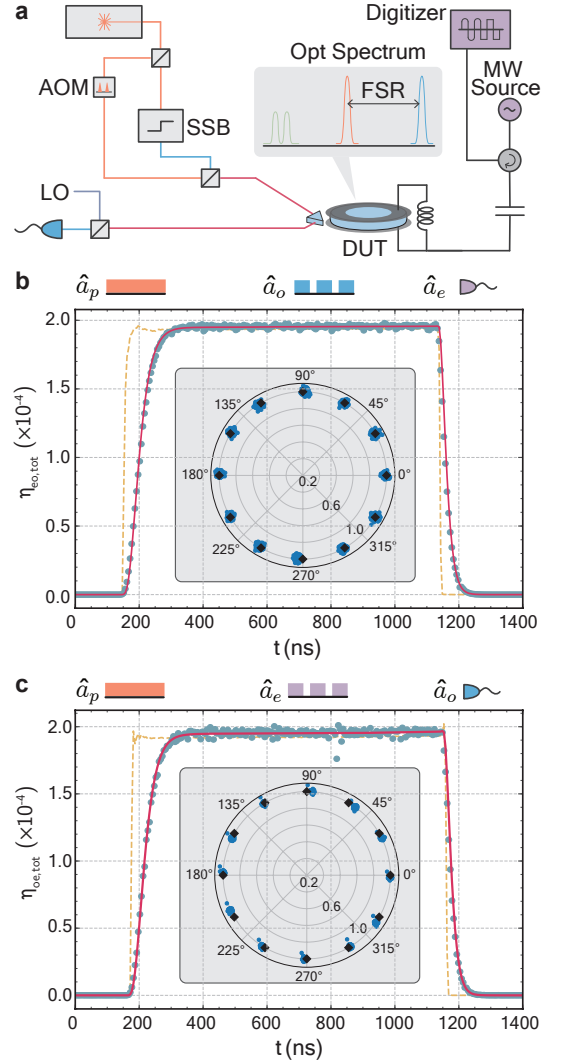 a
Digitizer
Opt Spectrum
MW
Source
AOM
FSR
SSB
LO
DUT
b
â_p
â_o
â_e
2.0
1.5
1.0
0.5
0.0
η_eo,tot (×10⁻⁴)
90°
135°
45°
180°
0°
0.2
0.6
1.0
225°
315°
270°
0 200 400 600 800 1000 1200 1400
t (ns)
c
â_p
â_e
â_o
2.0
1.5
1.0
0.5
0.0
η_oe,tot (×10⁻⁴)
90°
135°
45°
180°
0°
0.2
0.6
1.0
225°
315°
270°
0 200 400 600 800 1000 1200 1400
t (ns)